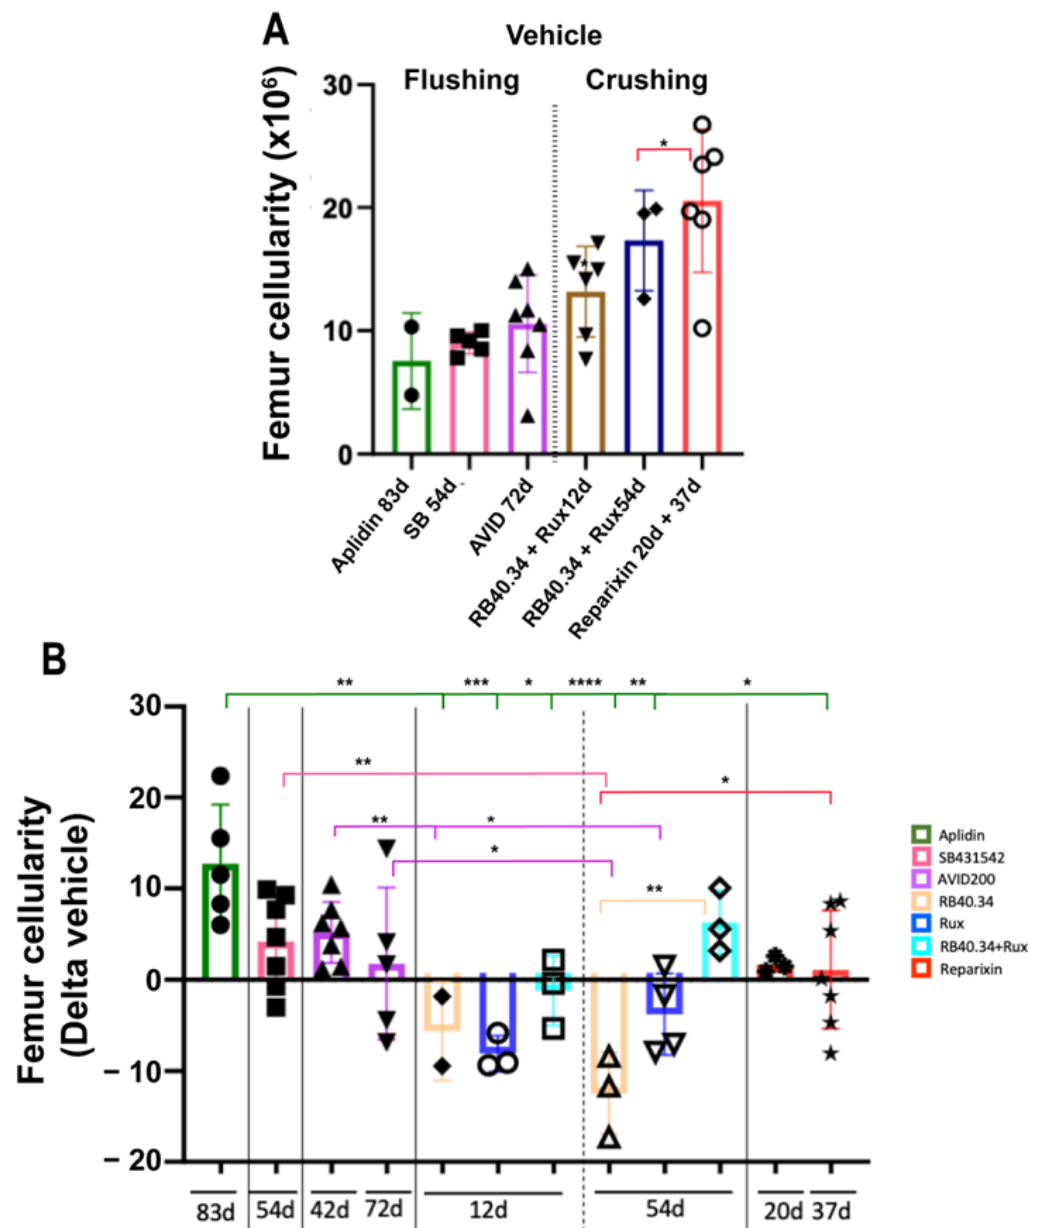 A
Vehicle
Flushing
Crushing
Femur cellularity (x10⁶)
30
20
10
0
*
*
Aplidin 83d
SB 54d
AVID 72d
RB40.34 + Rux12d
RB40.34 + Rux54d
Reparixin 20d + 37d
B
** *** * **** ** *
**
*
** *
*
**
Femur cellularity
(Delta vehicle)
30
20
10
0
– 10
– 20
83d 54d 42d 72d 12d 54d 20d 37d
Aplidin
SB431542
AVID200
RB40.34
Rux
RB40.34+Rux
Reparixin